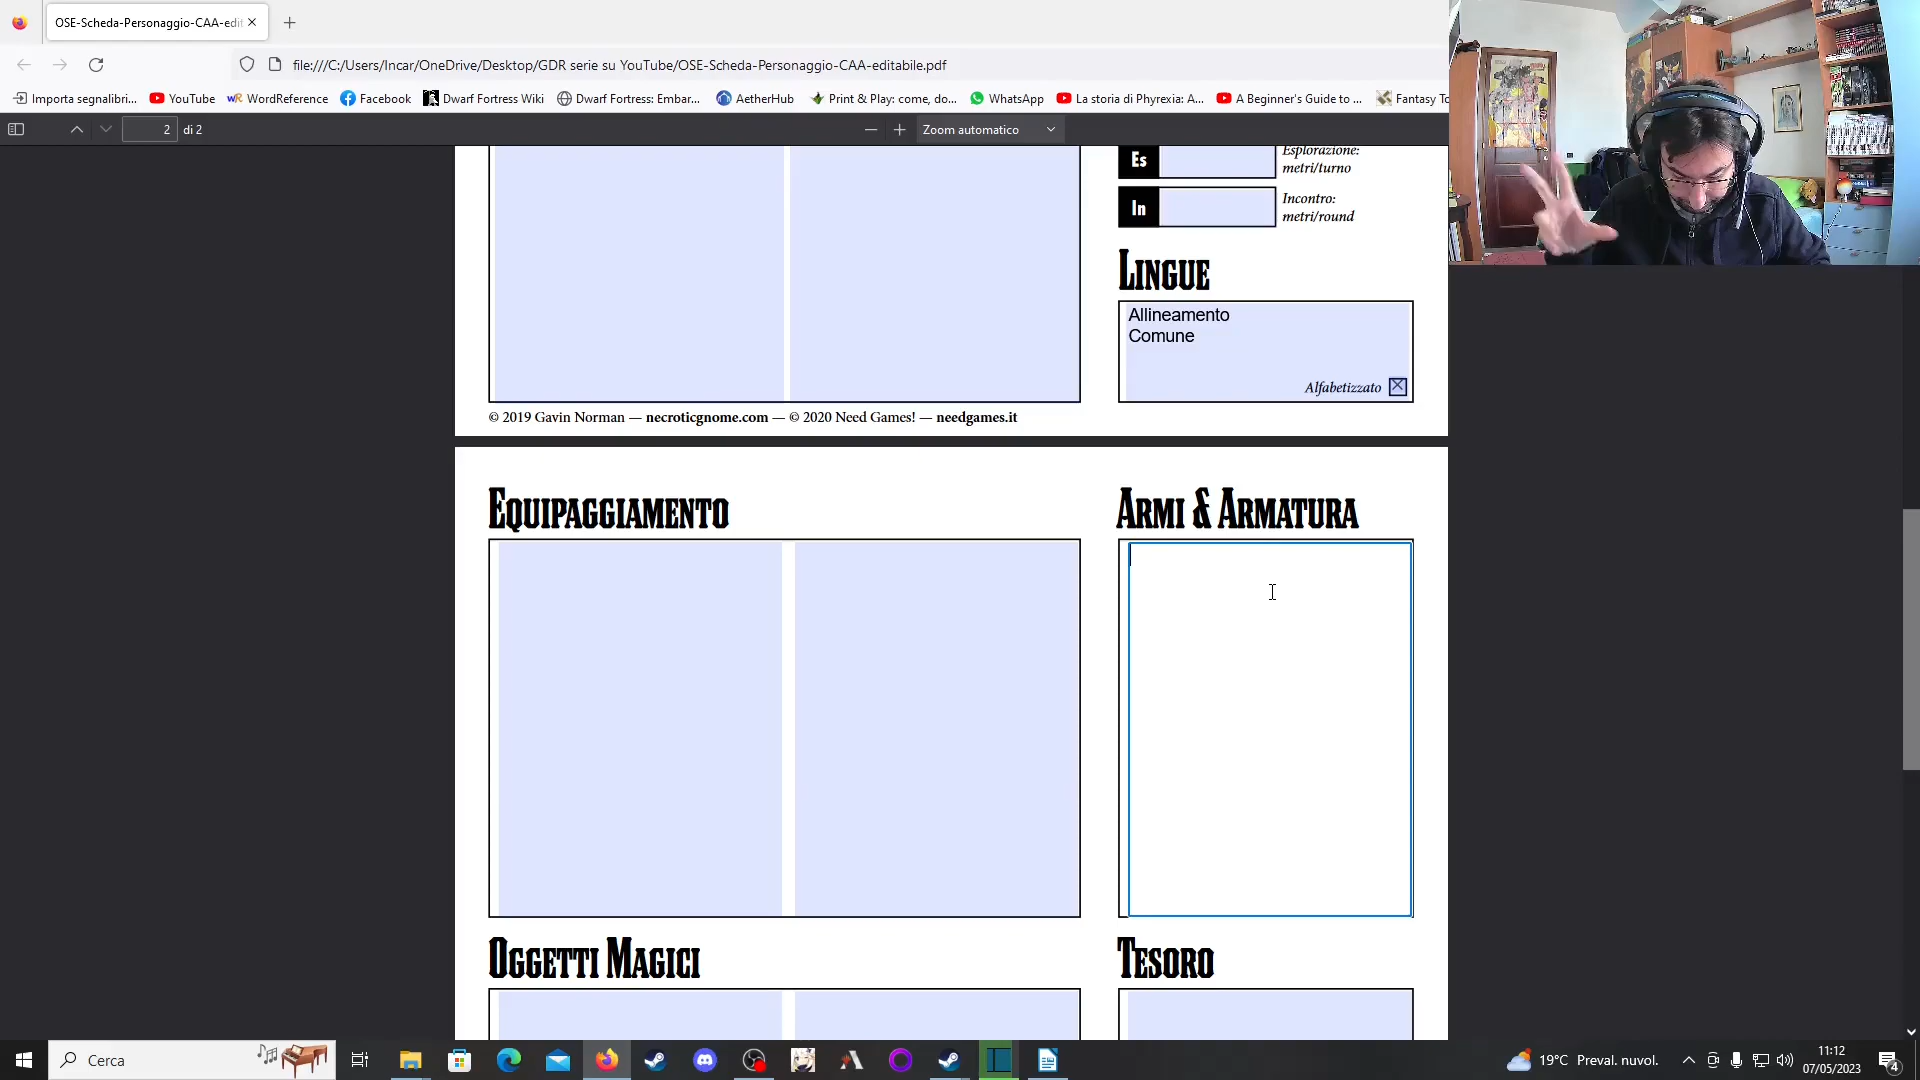 OSE-Scheda-Personaggio-CAA-edit
file:///C:/Users/Incar/OneDrive/Desktop/GDR serie su YouTube/OSE-Scheda-Personaggio-CAA-editabile.pdf
Importa segnalibri...
YouTube
WordReference
Facebook
Dwarf Fortress Wiki
Dwarf Fortress: Embar...
AetherHub
Print & Play: come, do...
WhatsApp
La storia di Phyrexia: A...
A Beginner's Guide to ...
Fantasy To
2 di 2
Zoom automatico
Es
Esplorazione:
metri/turno
In
Incontro:
metri/round
Lingue
Allineamento
Comune
Alfabetizzato
© 2019 Gavin Norman — necroticgnome.com — © 2020 Need Games! — needgames.it
Equipaggiamento
Armi & Armatura
Oggetti Magici
Tesoro
Cerca
19°C Preval. nuvol.
11:12
07/05/2023
4